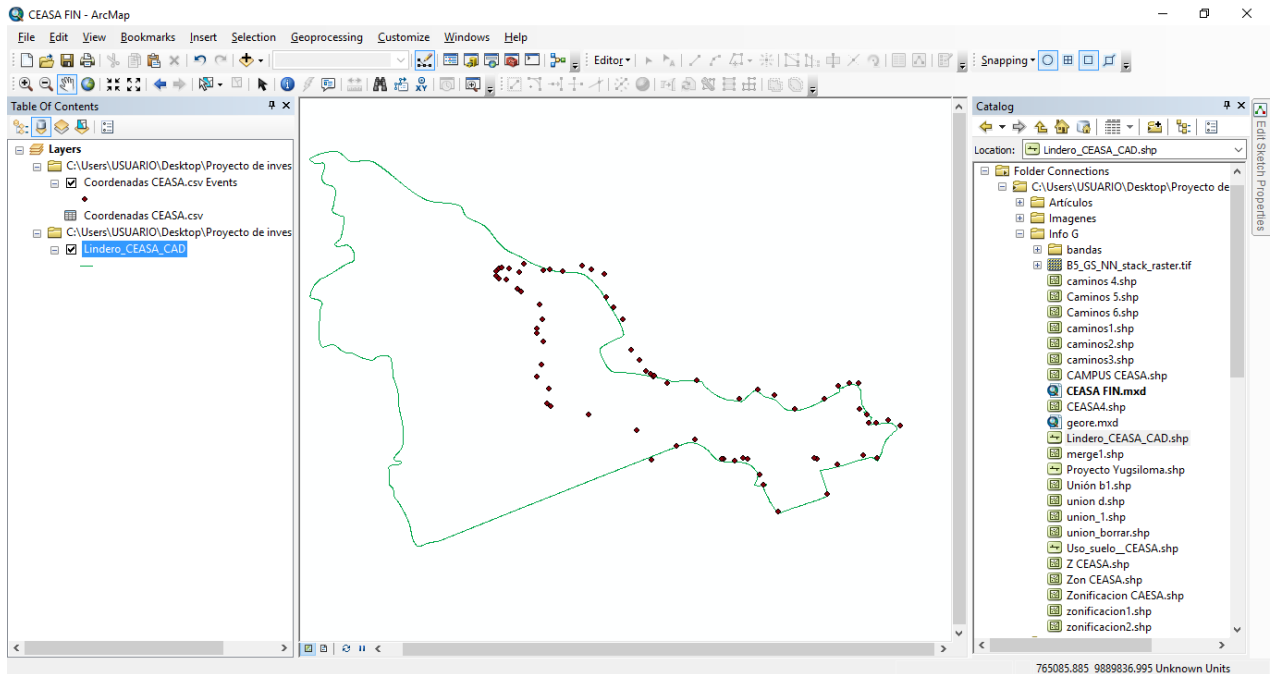 CEASA FIN - ArcMap
File Edit View Bookmarks Insert Selection Geoprocessing Customize Windows Help
Editor
Snapping
Table Of Contents
Layers
C:\Users\USUARIO\Desktop\Proyecto de inves
Coordenadas CEASA.csv Events
Coordenadas CEASA.csv
C:\Users\USUARIO\Desktop\Proyecto de inves
Lindero_CEASA_CAD
Catalog
Location: Lindero_CEASA_CAD.shp
Folder Connections
C:\Users\USUARIO\Desktop\Proyecto de
Artículos
Imagenes
Info G
bandas
B5_GS_NN_stack_raster.tif
caminos 4.shp
Caminos 5.shp
Caminos 6.shp
caminos1.shp
caminos2.shp
caminos3.shp
CAMPUS CEASA.shp
CEASA FIN.mxd
CEASA4.shp
geore.mxd
Lindero_CEASA_CAD.shp
merge1.shp
Proyecto Yugsiloma.shp
Unión b1.shp
union d.shp
union_1.shp
union_borrar.shp
Uso_suelo__CEASA.shp
Z CEASA.shp
Zon CEASA.shp
Zonificacion CAESA.shp
zonificacion1.shp
zonificacion2.shp
Edit Sketch Properties
765085.885 9889836.995 Unknown Units